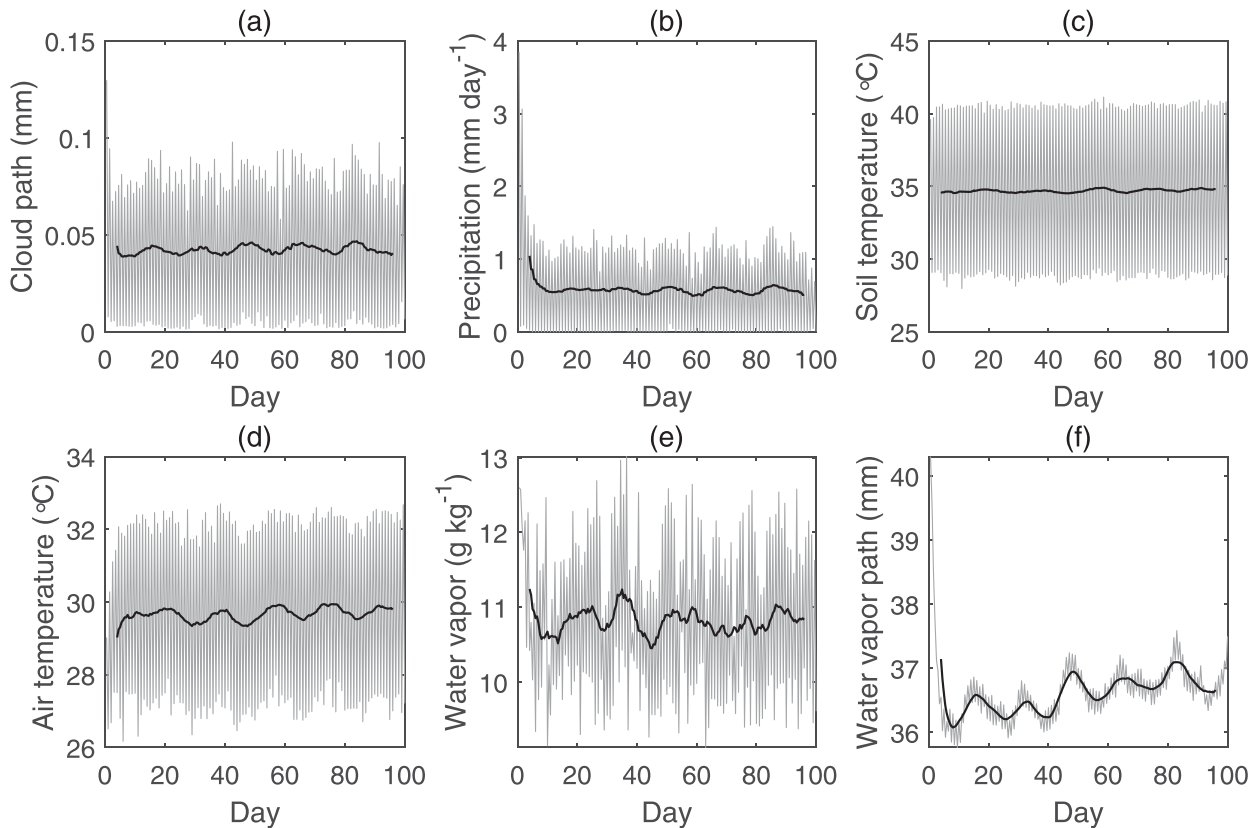 (a)
Cloud path (mm)
0.15
0.1
0.05
0
0 20 40 60 80 100
Day
(b)
Precipitation (mm day-1)
4
3
2
1
0
0 20 40 60 80 100
Day
(c)
Soil temperature (°C)
45
40
35
30
25
0 20 40 60 80 100
Day
(d)
Air temperature (°C)
34
32
30
28
26
0 20 40 60 80 100
Day
(e)
Water vapor (g kg-1)
13
12
11
10
0 20 40 60 80 100
Day
(f)
Water vapor path (mm)
40
39
38
37
36
0 20 40 60 80 100
Day